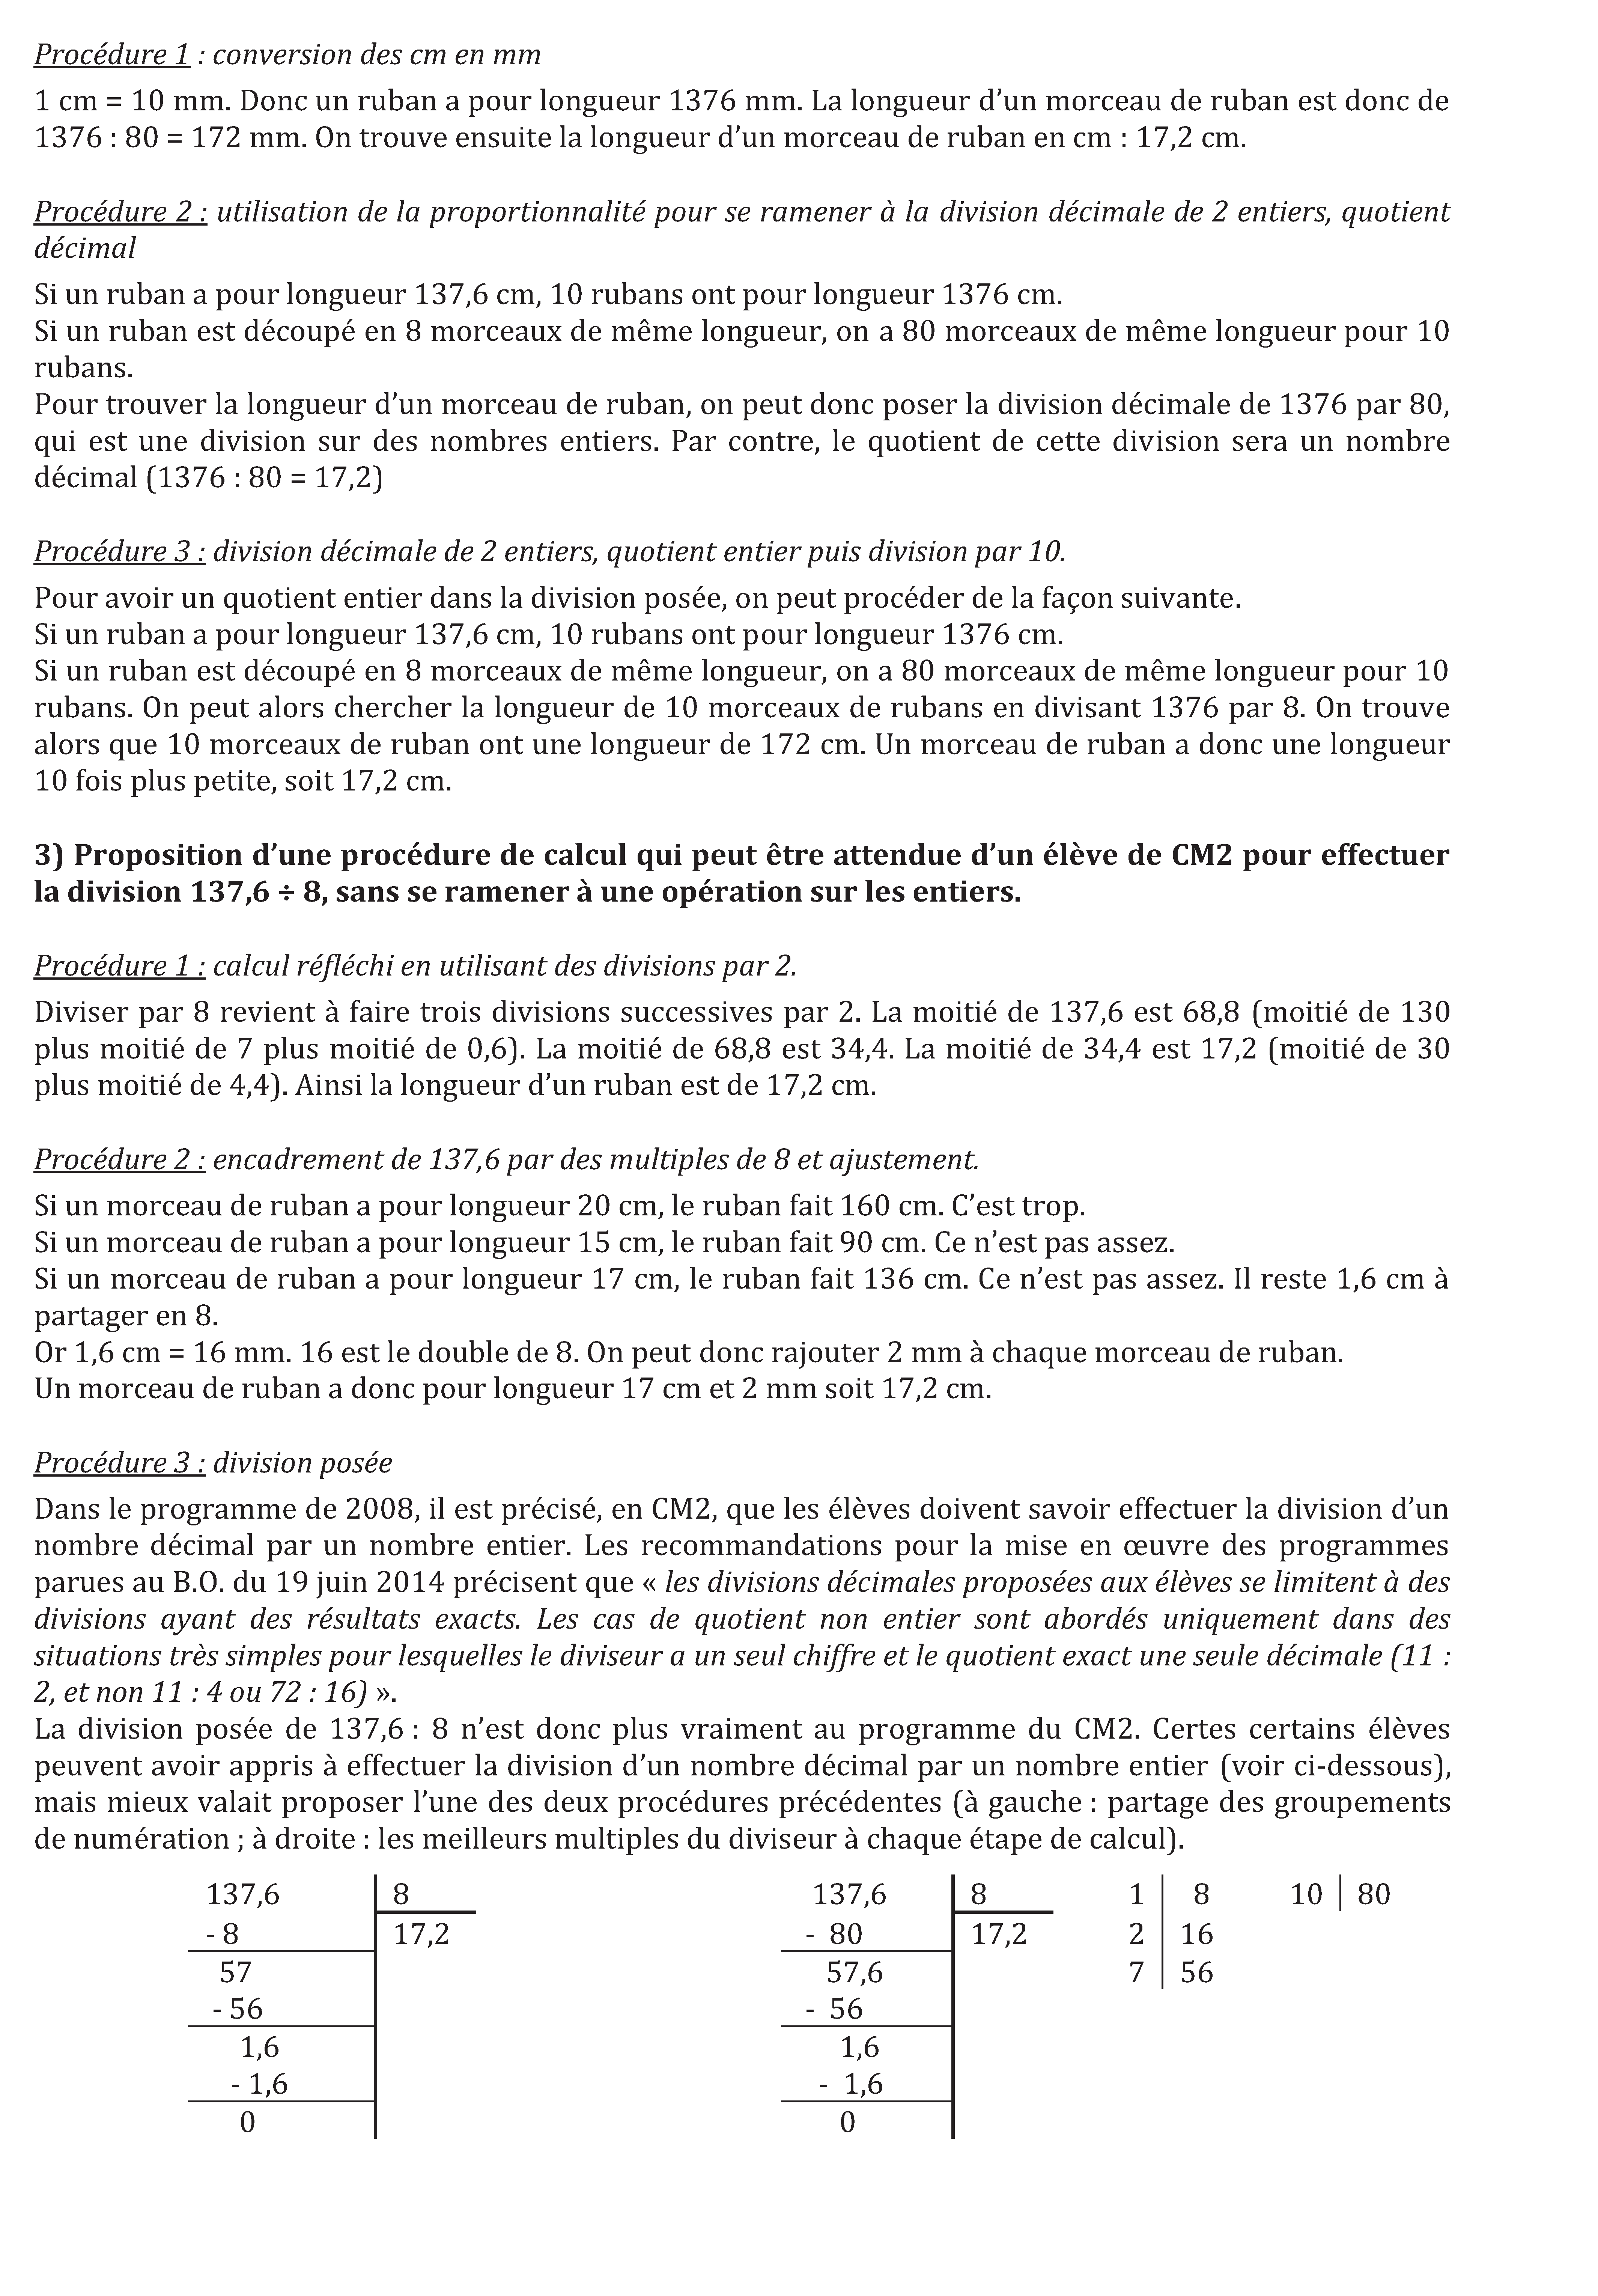 Procédure 1 : conversion des cm en mm
1 cm = 10 mm. Donc un ruban a pour longueur 1376 mm. La longueur d’un morceau de ruban est donc de
1376 : 80 = 172 mm. On trouve ensuite la longueur d’un morceau de ruban en cm : 17,2 cm.
Procédure 2 : utilisation de la proportionnalité pour se ramener à la division décimale de 2 entiers, quotient
décimal
Si un ruban a pour longueur 137,6 cm, 10 rubans ont pour longueur 1376 cm.
Si un ruban est découpé en 8 morceaux de même longueur, on a 80 morceaux de même longueur pour 10
rubans.
Pour trouver la longueur d’un morceau de ruban, on peut donc poser la division décimale de 1376 par 80,
qui est une division sur des nombres entiers. Par contre, le quotient de cette division sera un nombre
décimal (1376 : 80 = 17,2)
Procédure 3 : division décimale de 2 entiers, quotient entier puis division par 10.
Pour avoir un quotient entier dans la division posée, on peut procéder de la façon suivante.
Si un ruban a pour longueur 137,6 cm, 10 rubans ont pour longueur 1376 cm.
Si un ruban est découpé en 8 morceaux de même longueur, on a 80 morceaux de même longueur pour 10
rubans. On peut alors chercher la longueur de 10 morceaux de rubans en divisant 1376 par 8. On trouve
alors que 10 morceaux de ruban ont une longueur de 172 cm. Un morceau de ruban a donc une longueur
10 fois plus petite, soit 17,2 cm.
3) Proposition d’une procédure de calcul qui peut être attendue d’un élève de CM2 pour effectuer
la division 137,6 ÷ 8, sans se ramener à une opération sur les entiers.
Procédure 1 : calcul réfléchi en utilisant des divisions par 2.
Diviser par 8 revient à faire trois divisions successives par 2. La moitié de 137,6 est 68,8 (moitié de 130
plus moitié de 7 plus moitié de 0,6). La moitié de 68,8 est 34,4. La moitié de 34,4 est 17,2 (moitié de 30
plus moitié de 4,4). Ainsi la longueur d’un ruban est de 17,2 cm.
Procédure 2 : encadrement de 137,6 par des multiples de 8 et ajustement.
Si un morceau de ruban a pour longueur 20 cm, le ruban fait 160 cm. C’est trop.
Si un morceau de ruban a pour longueur 15 cm, le ruban fait 90 cm. Ce n’est pas assez.
Si un morceau de ruban a pour longueur 17 cm, le ruban fait 136 cm. Ce n’est pas assez. Il reste 1,6 cm à
partager en 8.
Or 1,6 cm = 16 mm. 16 est le double de 8. On peut donc rajouter 2 mm à chaque morceau de ruban.
Un morceau de ruban a donc pour longueur 17 cm et 2 mm soit 17,2 cm.
Procédure 3 : division posée
Dans le programme de 2008, il est précisé, en CM2, que les élèves doivent savoir effectuer la division d’un
nombre décimal par un nombre entier. Les recommandations pour la mise en œuvre des programmes
parues au B.O. du 19 juin 2014 précisent que « les divisions décimales proposées aux élèves se limitent à des
divisions ayant des résultats exacts. Les cas de quotient non entier sont abordés uniquement dans des
situations très simples pour lesquelles le diviseur a un seul chiffre et le quotient exact une seule décimale (11 :
2, et non 11 : 4 ou 72 : 16) ».
La division posée de 137,6 : 8 n’est donc plus vraiment au programme du CM2. Certes certains élèves
peuvent avoir appris à effectuer la division d’un nombre décimal par un nombre entier (voir ci-dessous),
mais mieux valait proposer l’une des deux procédures précédentes (à gauche : partage des groupements
de numération ; à droite : les meilleurs multiples du diviseur à chaque étape de calcul).
137,6 8 137,6 8 1 8 10 80
- 8 17,2 - 80 17,2 2 16
57 57,6 7 56
- 56 - 56
1,6 1,6
- 1,6 - 1,6
0 0